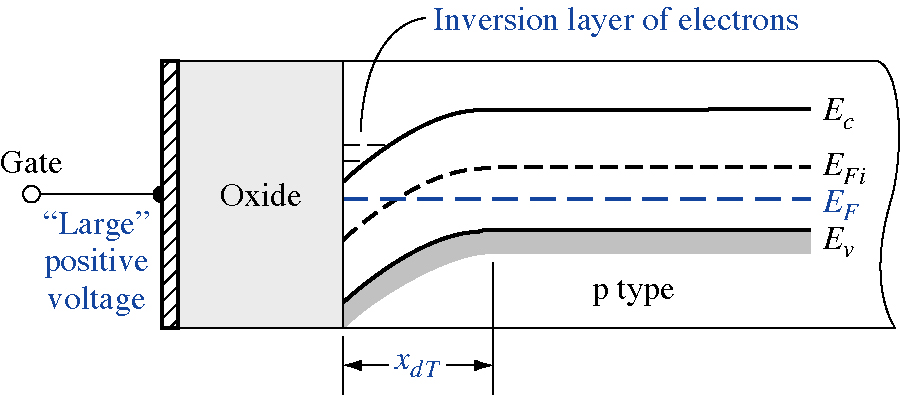 Inversion layer of electrons
Gate
Oxide
“Large”
positive
voltage
E_c
E_Fi
E_F
E_v
p type
x_dT